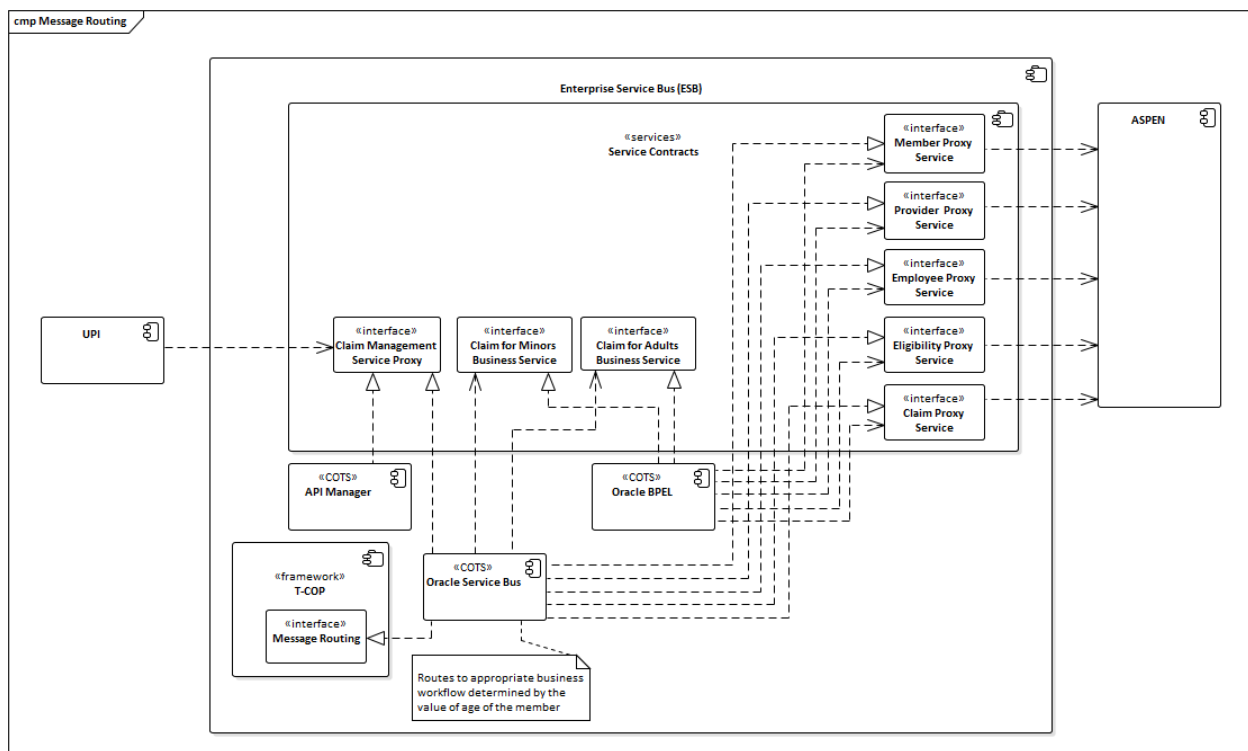 cmp Message Routing
Enterprise Service Bus (ESB)
«services»
Service Contracts
«interface»
Member Proxy
Service
ASPEN
«interface»
Provider Proxy
Service
«interface»
Employee Proxy
Service
UPI
«interface»
Claim Management
Service Proxy
«interface»
Claim for Minors
Business Service
«interface»
Claim for Adults
Business Service
«interface»
Eligibility Proxy
Service
«interface»
Claim Proxy
Service
«COTS»
API Manager
«COTS»
Oracle BPEL
«framework»
T-COP
«interface»
Message Routing
«COTS»
Oracle Service Bus
Routes to appropriate business
workflow determined by the
value of age of the member